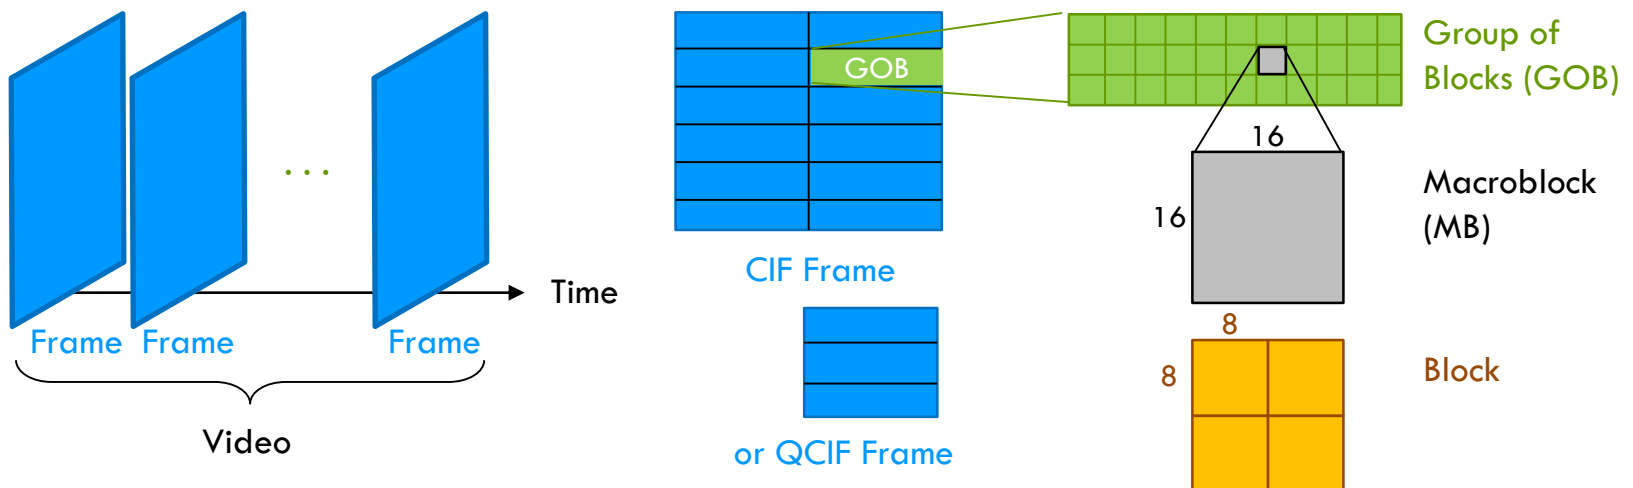 Frame
Frame
. . .
Frame
Time
Video
GOB
CIF Frame
or QCIF Frame
Group of
Blocks (GOB)
16
16
Macroblock
(MB)
8
8
Block